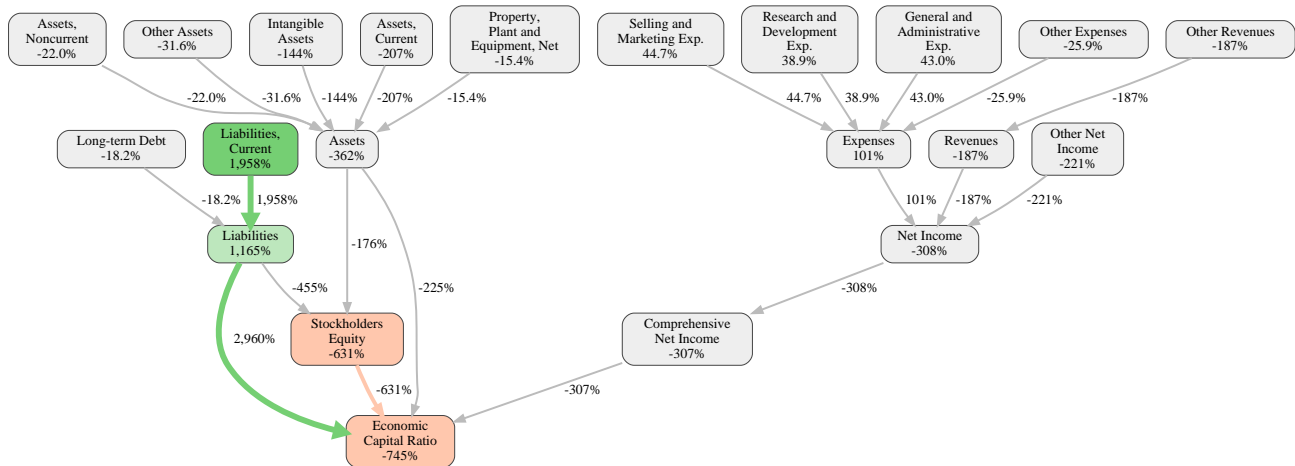 Assets,
Noncurrent
-22.0%
Other Assets
-31.6%
Intangible
Assets
-144%
Assets,
Current
-207%
Property,
Plant and
Equipment, Net
-15.4%
Selling and
Marketing Exp.
44.7%
Research and
Development
Exp.
38.9%
General and
Administrative
Exp.
43.0%
Other Expenses
-25.9%
Other Revenues
-187%
-22.0%
-31.6%
-144%
-207%
-15.4%
44.7%
38.9%
43.0%
-25.9%
-187%
Long-term Debt
-18.2%
Liabilities,
Current
1,958%
Assets
-362%
Expenses
101%
Revenues
-187%
Other Net
Income
-221%
-18.2%
1,958%
-176%
101%
-187%
-221%
Liabilities
1,165%
Net Income
-308%
-455%
-225%
-308%
2,960%
Stockholders
Equity
-631%
Comprehensive
Net Income
-307%
-631%
-307%
Economic
Capital Ratio
-745%